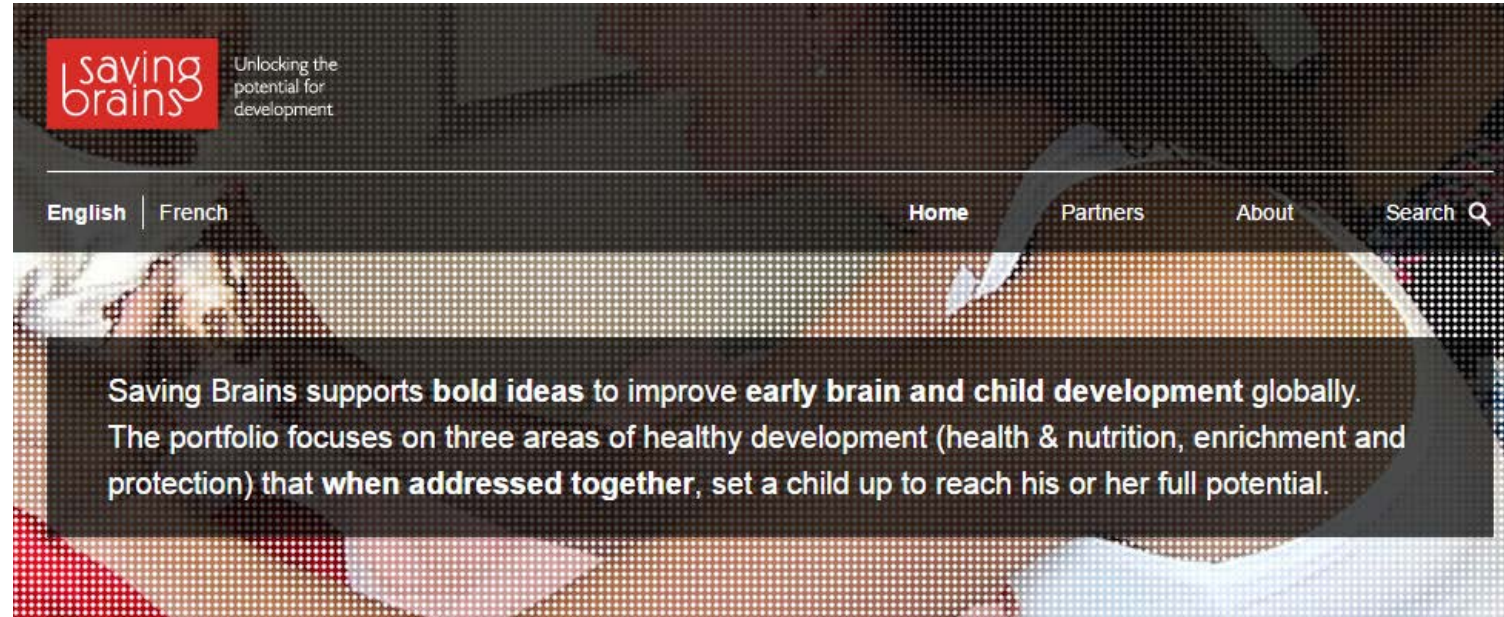 saving
brains
Unlocking the
potential for
development
English | French
Home Partners About Search
Saving Brains supports bold ideas to improve early brain and child development globally.
The portfolio focuses on three areas of healthy development (health & nutrition, enrichment and
protection) that when addressed together, set a child up to reach his or her full potential.